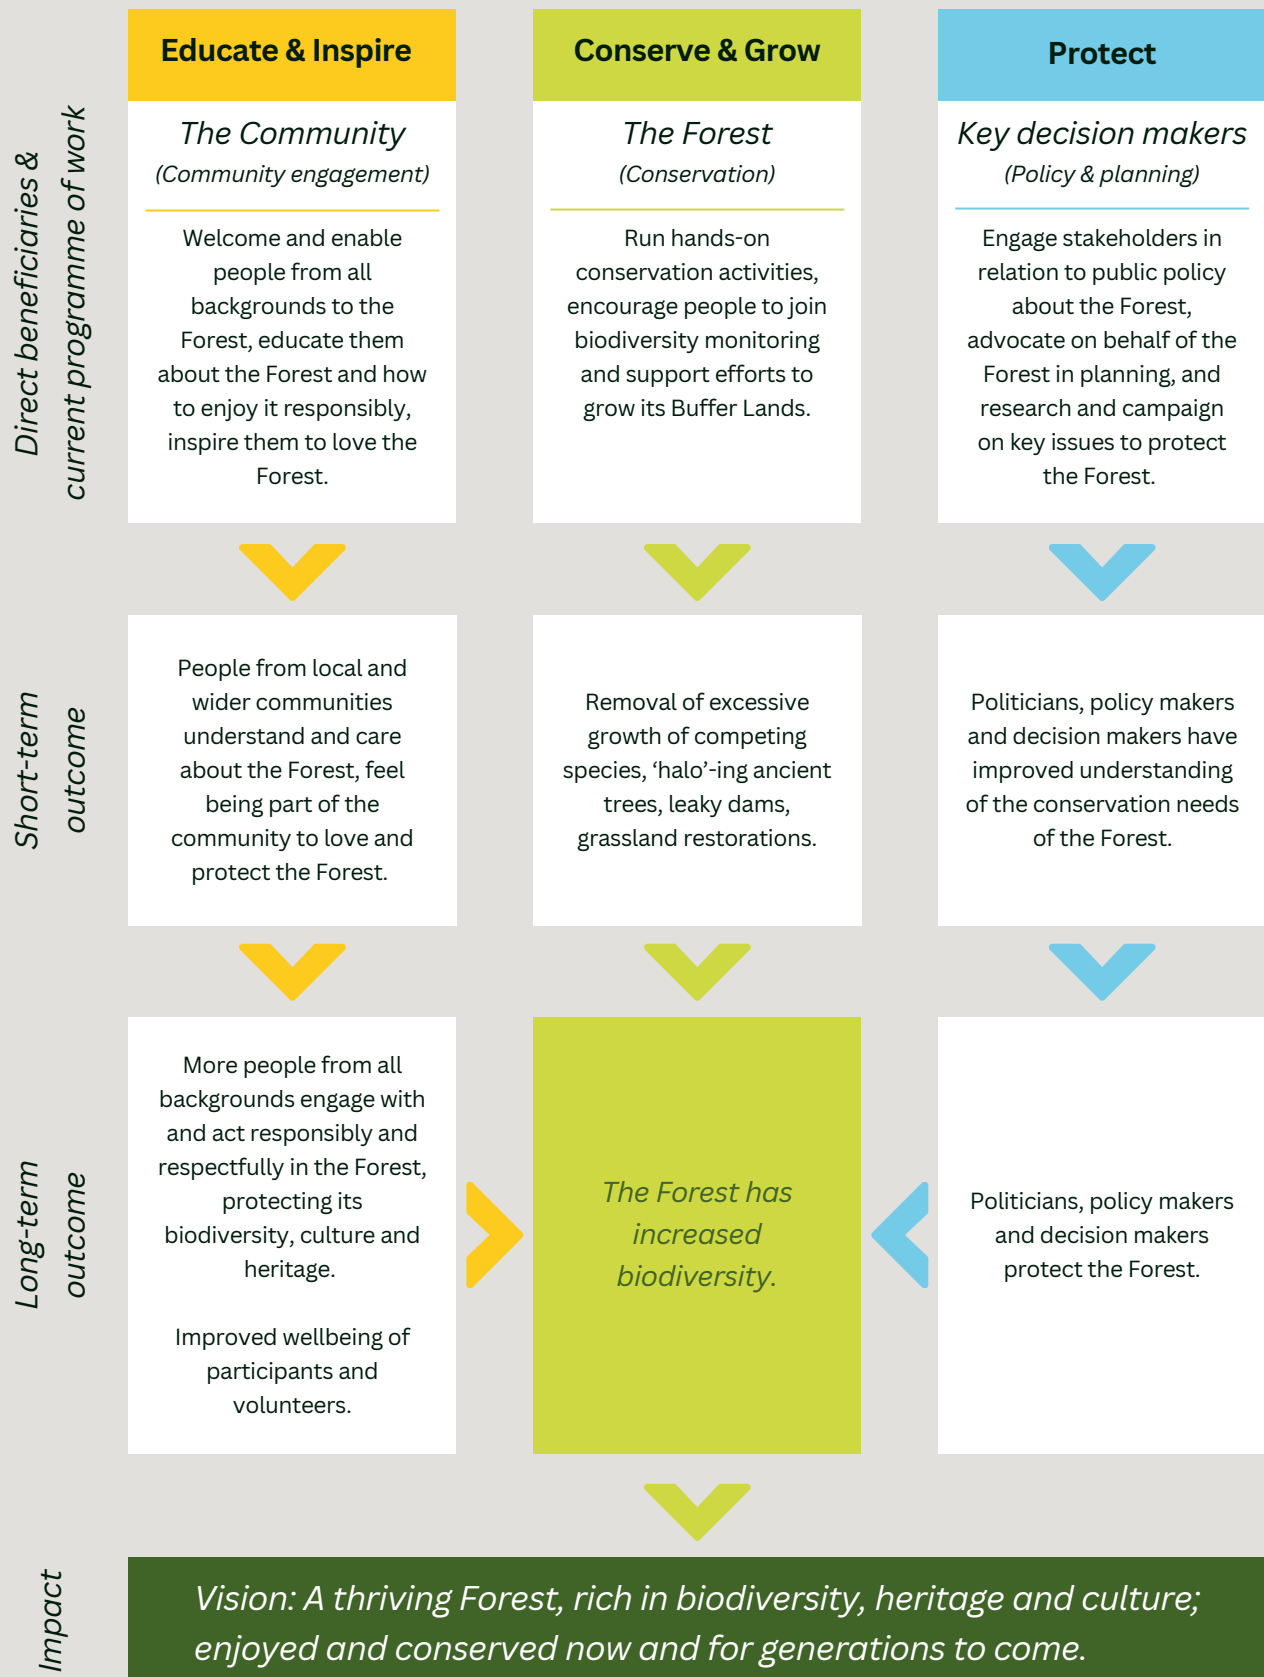 Educate & Inspire
Conserve & Grow
Protect
Direct beneficiaries &
current programme of work
The Community
(Community engagement)
Welcome and enable
people from all
backgrounds to the
Forest, educate them
about the Forest and how
to enjoy it responsibly,
inspire them to love the
Forest.
The Forest
(Conservation)
Run hands-on
conservation activities,
encourage people to join
biodiversity monitoring
and support efforts to
grow its Buffer Lands.
Key decision makers
(Policy & planning)
Engage stakeholders in
relation to public policy
about the Forest,
advocate on behalf of the
Forest in planning, and
research and campaign
on key issues to protect
the Forest.
Short-term
outcome
People from local and
wider communities
understand and care
about the Forest, feel
being part of the
community to love and
protect the Forest.
Removal of excessive
growth of competing
species, ‘halo’-ing ancient
trees, leaky dams,
grassland restorations.
Politicians, policy makers
and decision makers have
improved understanding
of the conservation needs
of the Forest.
Long-term
outcome
More people from all
backgrounds engage with
and act responsibly and
respectfully in the Forest,
protecting its
biodiversity, culture and
heritage.
Improved wellbeing of
participants and
volunteers.
The Forest has
increased
biodiversity.
Politicians, policy makers
and decision makers
protect the Forest.
Impact
Vision: A thriving Forest, rich in biodiversity, heritage and culture;
enjoyed and conserved now and for generations to come.